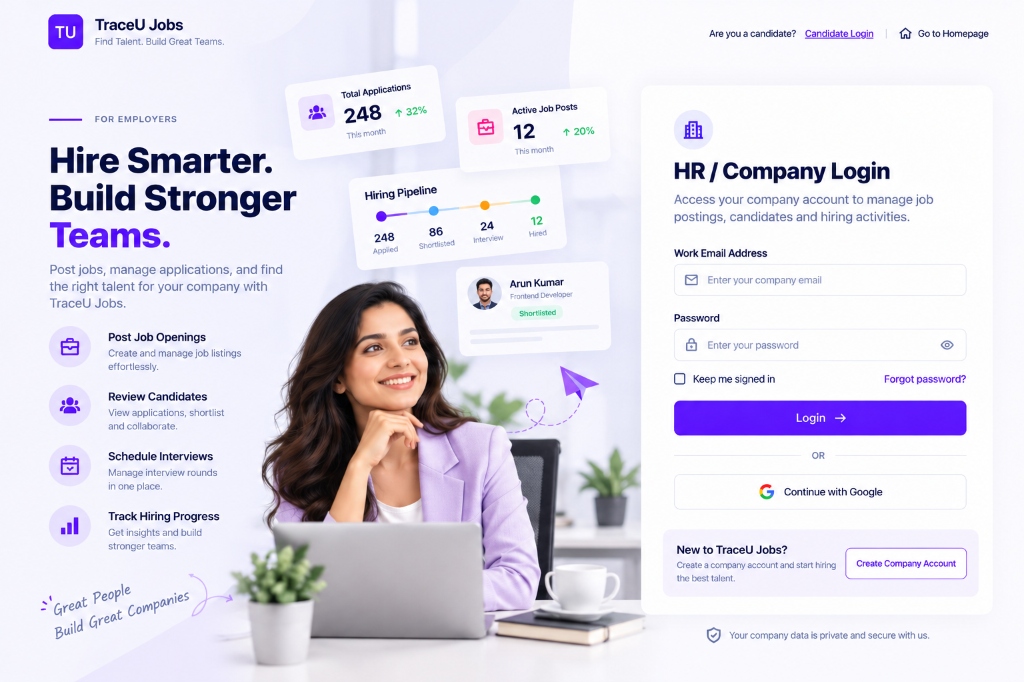 TU
TraceU Jobs
Find Talent. Build Great Teams.
Are you a candidate? Candidate Login
Go to Homepage
FOR EMPLOYERS
Hire Smarter.
Build Stronger
Teams.
Post jobs, manage applications, and find
the right talent for your company with
TraceU Jobs.
Post Job Openings
Create and manage job listings
effortlessly.
Review Candidates
View applications, shortlist
and collaborate.
Schedule Interviews
Manage interview rounds
in one place.
Track Hiring Progress
Get insights and build
stronger teams.
Great People
Build Great Companies
Total Applications
248 ↑ 32%
This month
Active Job Posts
12 ↑ 20%
This month
Hiring Pipeline
248 86 24 12
Applied Shortlisted Interview Hired
Arun Kumar
Frontend Developer
Shortlisted
HR / Company Login
Access your company account to manage job
postings, candidates and hiring activities.
Work Email Address
Enter your company email
Password
Enter your password
Keep me signed in Forgot password?
Login →
OR
Continue with Google
New to TraceU Jobs?
Create a company account and start hiring
the best talent.
Create Company Account
Your company data is private and secure with us.